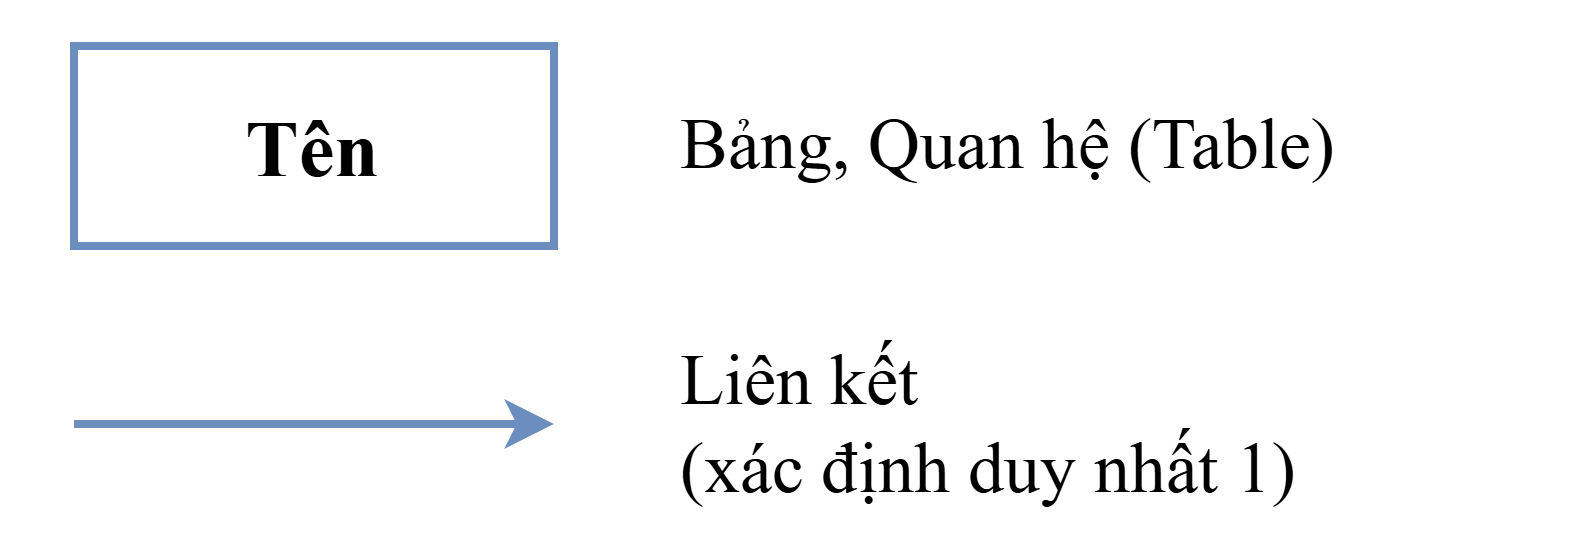 Tên
Bảng, Quan hệ (Table)
Liên kết
(xác định duy nhất 1)